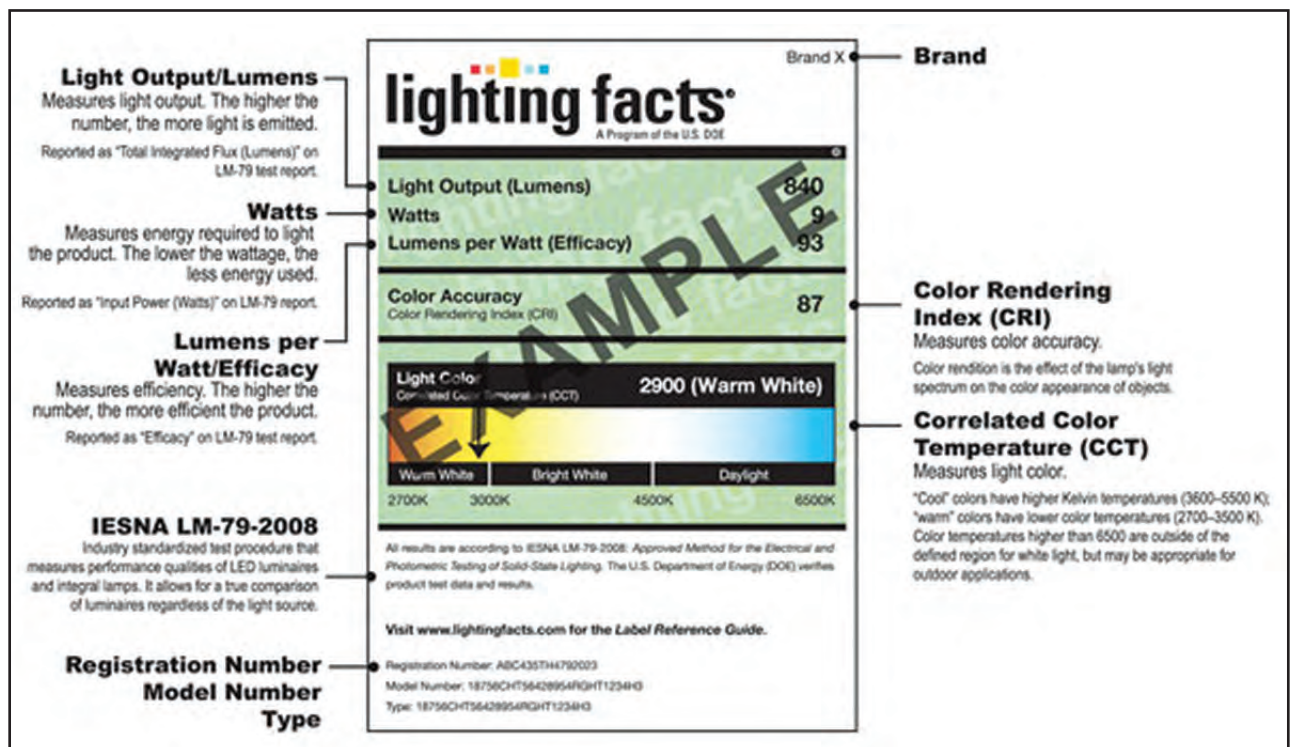 Light Output/Lumens
Measures light output. The higher the
number, the more light is emitted.
Reported as "Total Integrated Flux (Lumens)" on
LM-79 test report.
Watts
Measures energy required to light
the product. The lower the wattage, the
less energy used.
Reported as "Input Power (Watts)" on LM-79 report.
Lumens per
Watt/Efficacy
Measures efficiency. The higher the
number, the more efficient the product.
Reported as "Efficacy" on LM-79 test report.
IESNA LM-79-2008
Industry standardized test procedure that
measures performance qualities of LED luminaires
and integral lamps. It allows for a true comparison
of luminaires regardless of the light source.
Registration Number
Model Number
Type
Brand X
lighting facts
A Program of the U.S. DOE
Light Output (Lumens) 840
Watts 9
Lumens per Watt (Efficacy) 93
Color Accuracy
Color Rendering Index (CRI) 87
Light Color
Correlated Color Temperature (CCT) 2900 (Warm White)
Warm White Bright White Daylight
2700K 3000K 4500K 6500K
EXAMPLE
All results are according to IESNA LM-79-2008: Approved Method for the Electrical and
Photometric Testing of Solid-State Lighting. The U.S. Department of Energy (DOE) verifies
product test data and results.
Visit www.lightingfacts.com for the Label Reference Guide.
Registration Number: ABC435TH4792023
Model Number: 18756CHT56428954RGHT1234H3
Type: 18756CHT56428954RGHT1234H3
Brand
Color Rendering
Index (CRI)
Measures color accuracy.
Color rendition is the effect of the lamp's light
spectrum on the color appearance of objects.
Correlated Color
Temperature (CCT)
Measures light color.
"Cool" colors have higher Kelvin temperatures (3600–5500 K);
"warm" colors have lower color temperatures (2700–3500 K).
Color temperatures higher than 6500 are outside of the
defined region for white light, but may be appropriate for
outdoor applications.